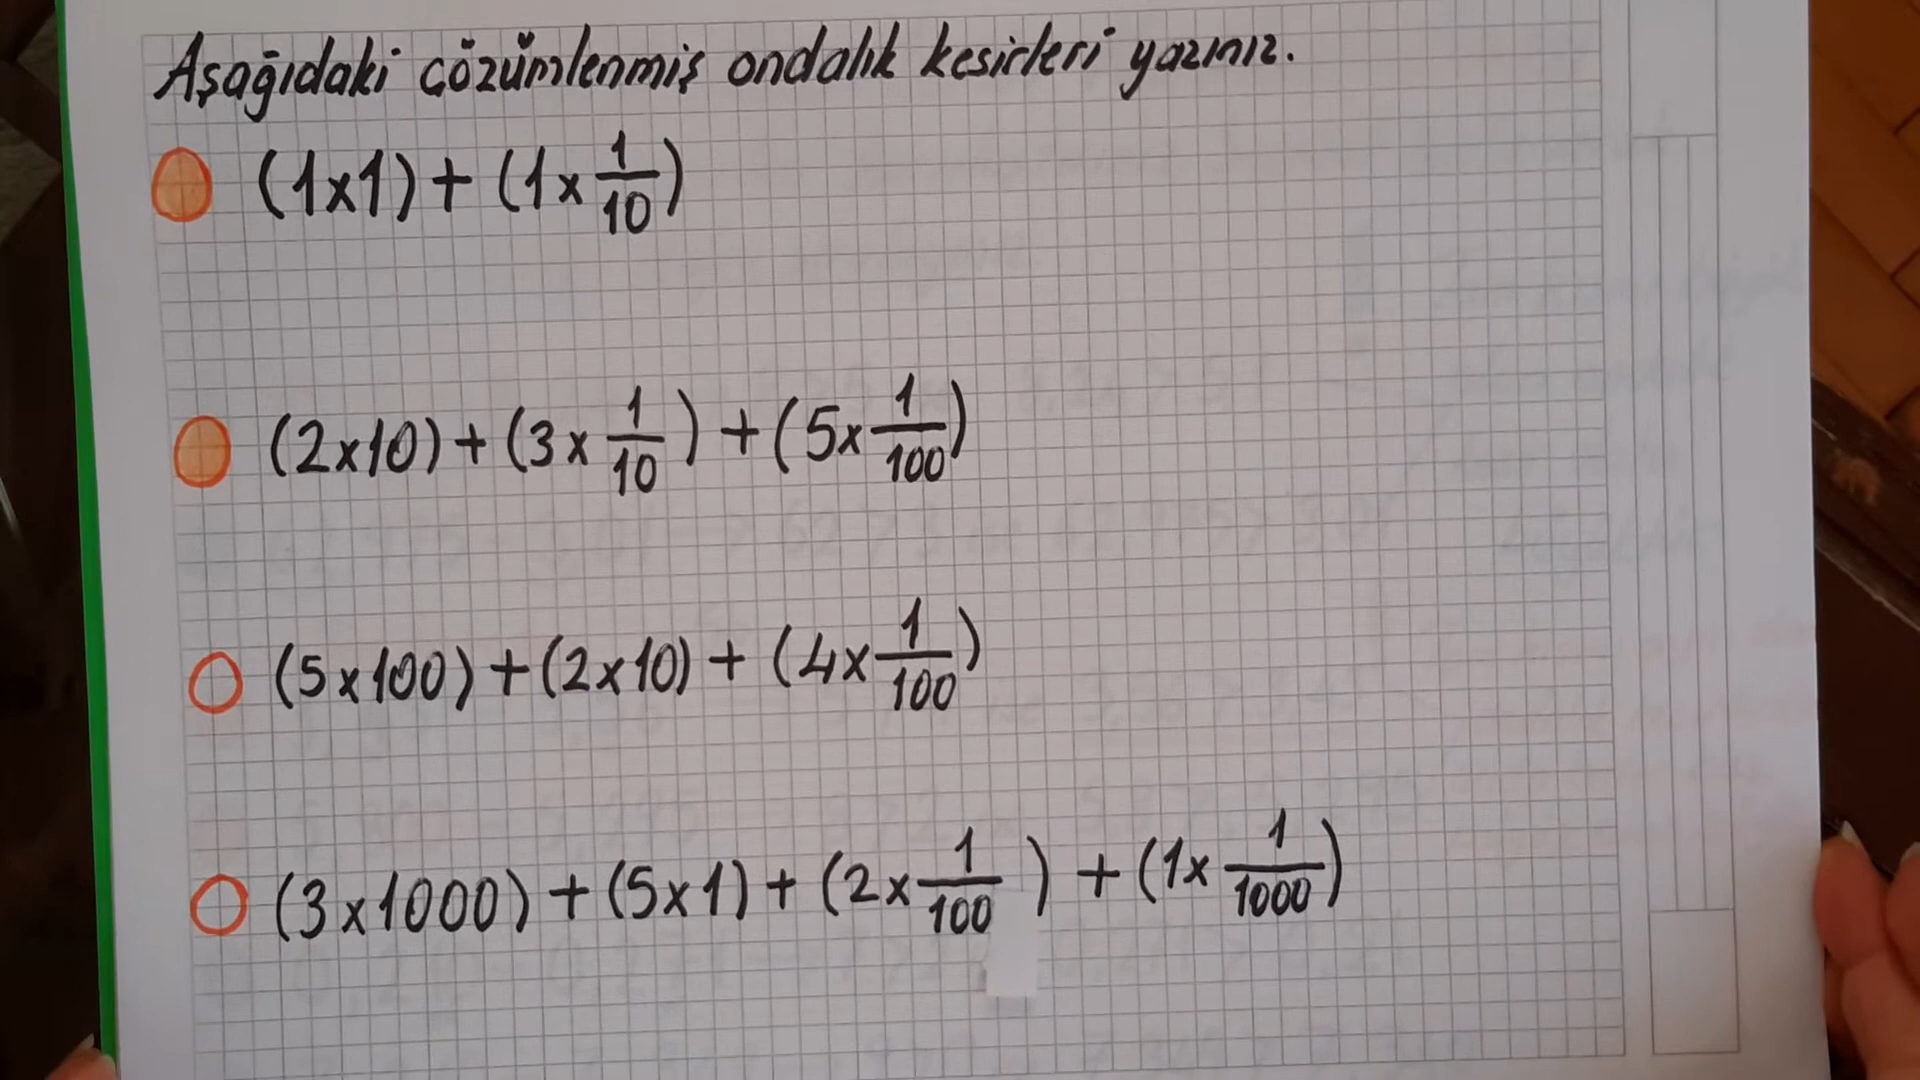 Aşağıdaki çözümlenmiş ondalık kesirleri yazınız.
(1x1) + (1x 1/10)
(2x10) + (3x 1/10) + (5x 1/100)
(5x100) + (2x10) + (4x 1/100)
(3x1000) + (5x1) + (2x 1/100) + (1x 1/1000)